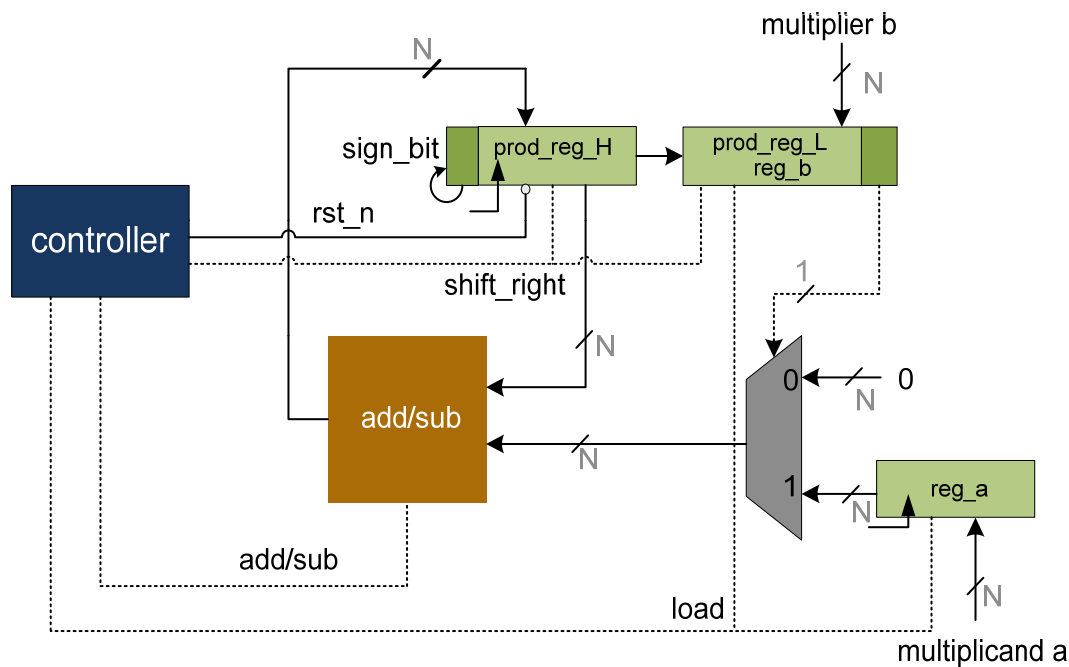 multiplier b
N
N
sign_bit
prod_reg_H
prod_reg_L
reg_b
controller
rst_n
shift_right
1
N
0
0
N
add/sub
N
1
N
reg_a
add/sub
N
load
multiplicand a